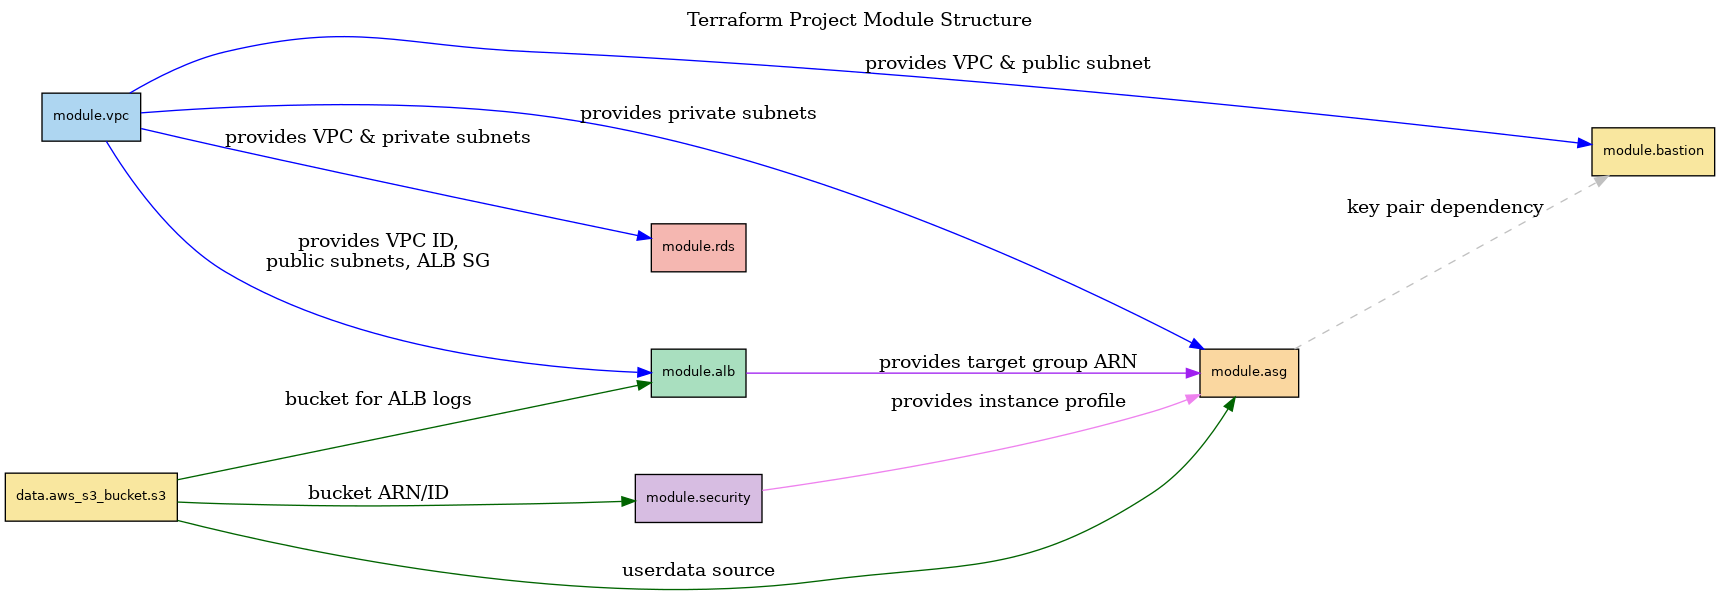 Terraform Project Module Structure
provides VPC & public subnet
module.vpc
provides private subnets
provides VPC & private subnets
module.bastion
key pair dependency
provides VPC ID,
public subnets, ALB SG
module.rds
provides target group ARN
module.alb
module.asg
bucket for ALB logs
provides instance profile
data.aws_s3_bucket.s3
bucket ARN/ID
module.security
userdata source